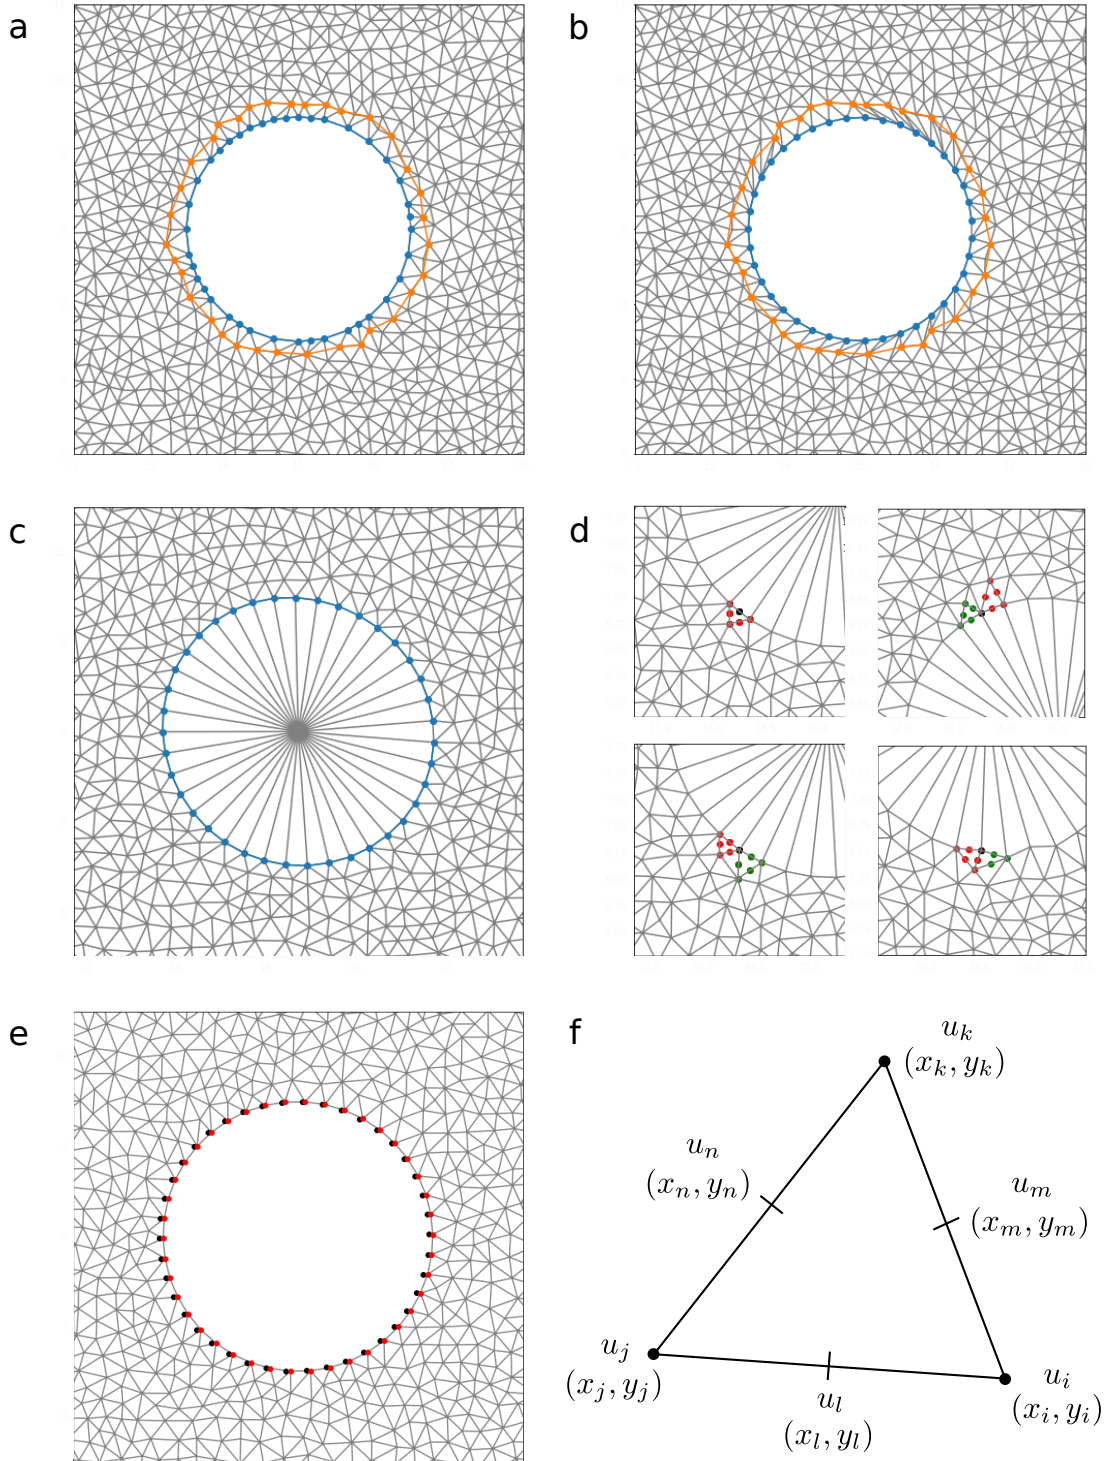 a
b
c
d
e
f
u_k
(x_k, y_k)
u_n
(x_n, y_n)
u_m
(x_m, y_m)
u_j
(x_j, y_j)
u_i
(x_i, y_i)
u_l
(x_l, y_l)